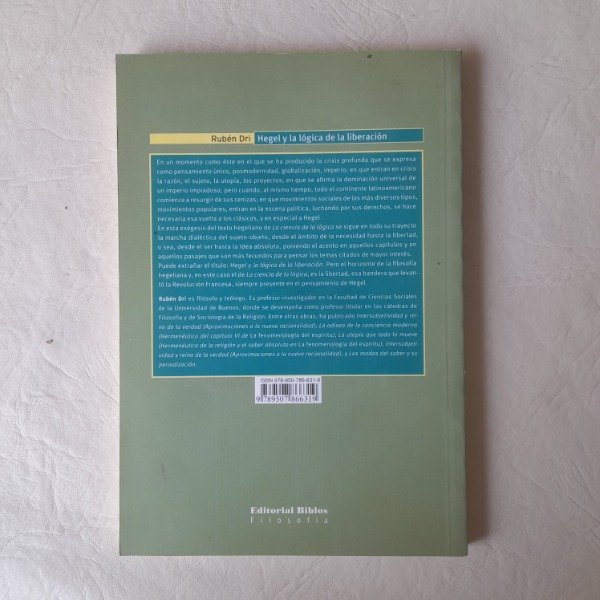 Rubén Dri Hegel y la lógica de la liberación
En un momento como éste en el que se ha producido la crisis profunda que se expresa
como pensamiento único, posmodernidad, globalización, imperio; en que entran en crisis
la razón, el sujeto, la utopía, los proyectos; en que se afirma la dominación universal de
un imperio impiadoso; pero cuando, al mismo tiempo, todo el continente latinoamericano
comienza a resurgir de sus cenizas, en que movimientos sociales de los más diversos tipos,
movimientos populares, entran en la escena política, luchando por sus derechos, se hace
necesaria esa vuelta a los clásicos, y en especial a Hegel.
En esta exégesis del texto hegeliano de La ciencia de la lógica se sigue en todo su trayecto
la marcha dialéctica del sujeto-objeto, desde el ámbito de la necesidad hasta la libertad,
o sea, desde el ser hasta la idea absoluta, poniendo el acento en aquellos capítulos y en
aquellos pasajes que son más fecundos para pensar los temas citados de mayor interés.
Puede extrañar el título: Hegel y la lógica de la liberación. Pero el horizonte de la filosofía
hegeliana y, en este caso el de La ciencia de la lógica, es la libertad, esa bandera que levan-
tó la Revolución Francesa, siempre presente en el pensamiento de Hegel.
Rubén Dri es filósofo y teólogo. Es profesor investigador en la Facultad de Ciencias Sociales
de la Universidad de Buenos, donde se desempeña como profesor titular en las cátedras de
Filosofía y de Sociología de la Religión. Entre otras obras, ha publicado Intersubjetividad y rei-
no de la verdad (Aproximaciones a la nueva racionalidad), La odisea de la conciencia moderna
(Hermenéutica del capítulo VI de La fenomenología del espíritu), La utopía que todo lo mueve
(Hermenéutica de la religión y el saber absoluto en La fenomenología del espíritu), Intersubjeti-
vidad y reino de la verdad (Aproximaciones a la nueva racionalidad), y Los modos del saber y su
periodización.
ISBN 978-950-786-631-9
9789507866319
Editorial Biblos
Filosofía